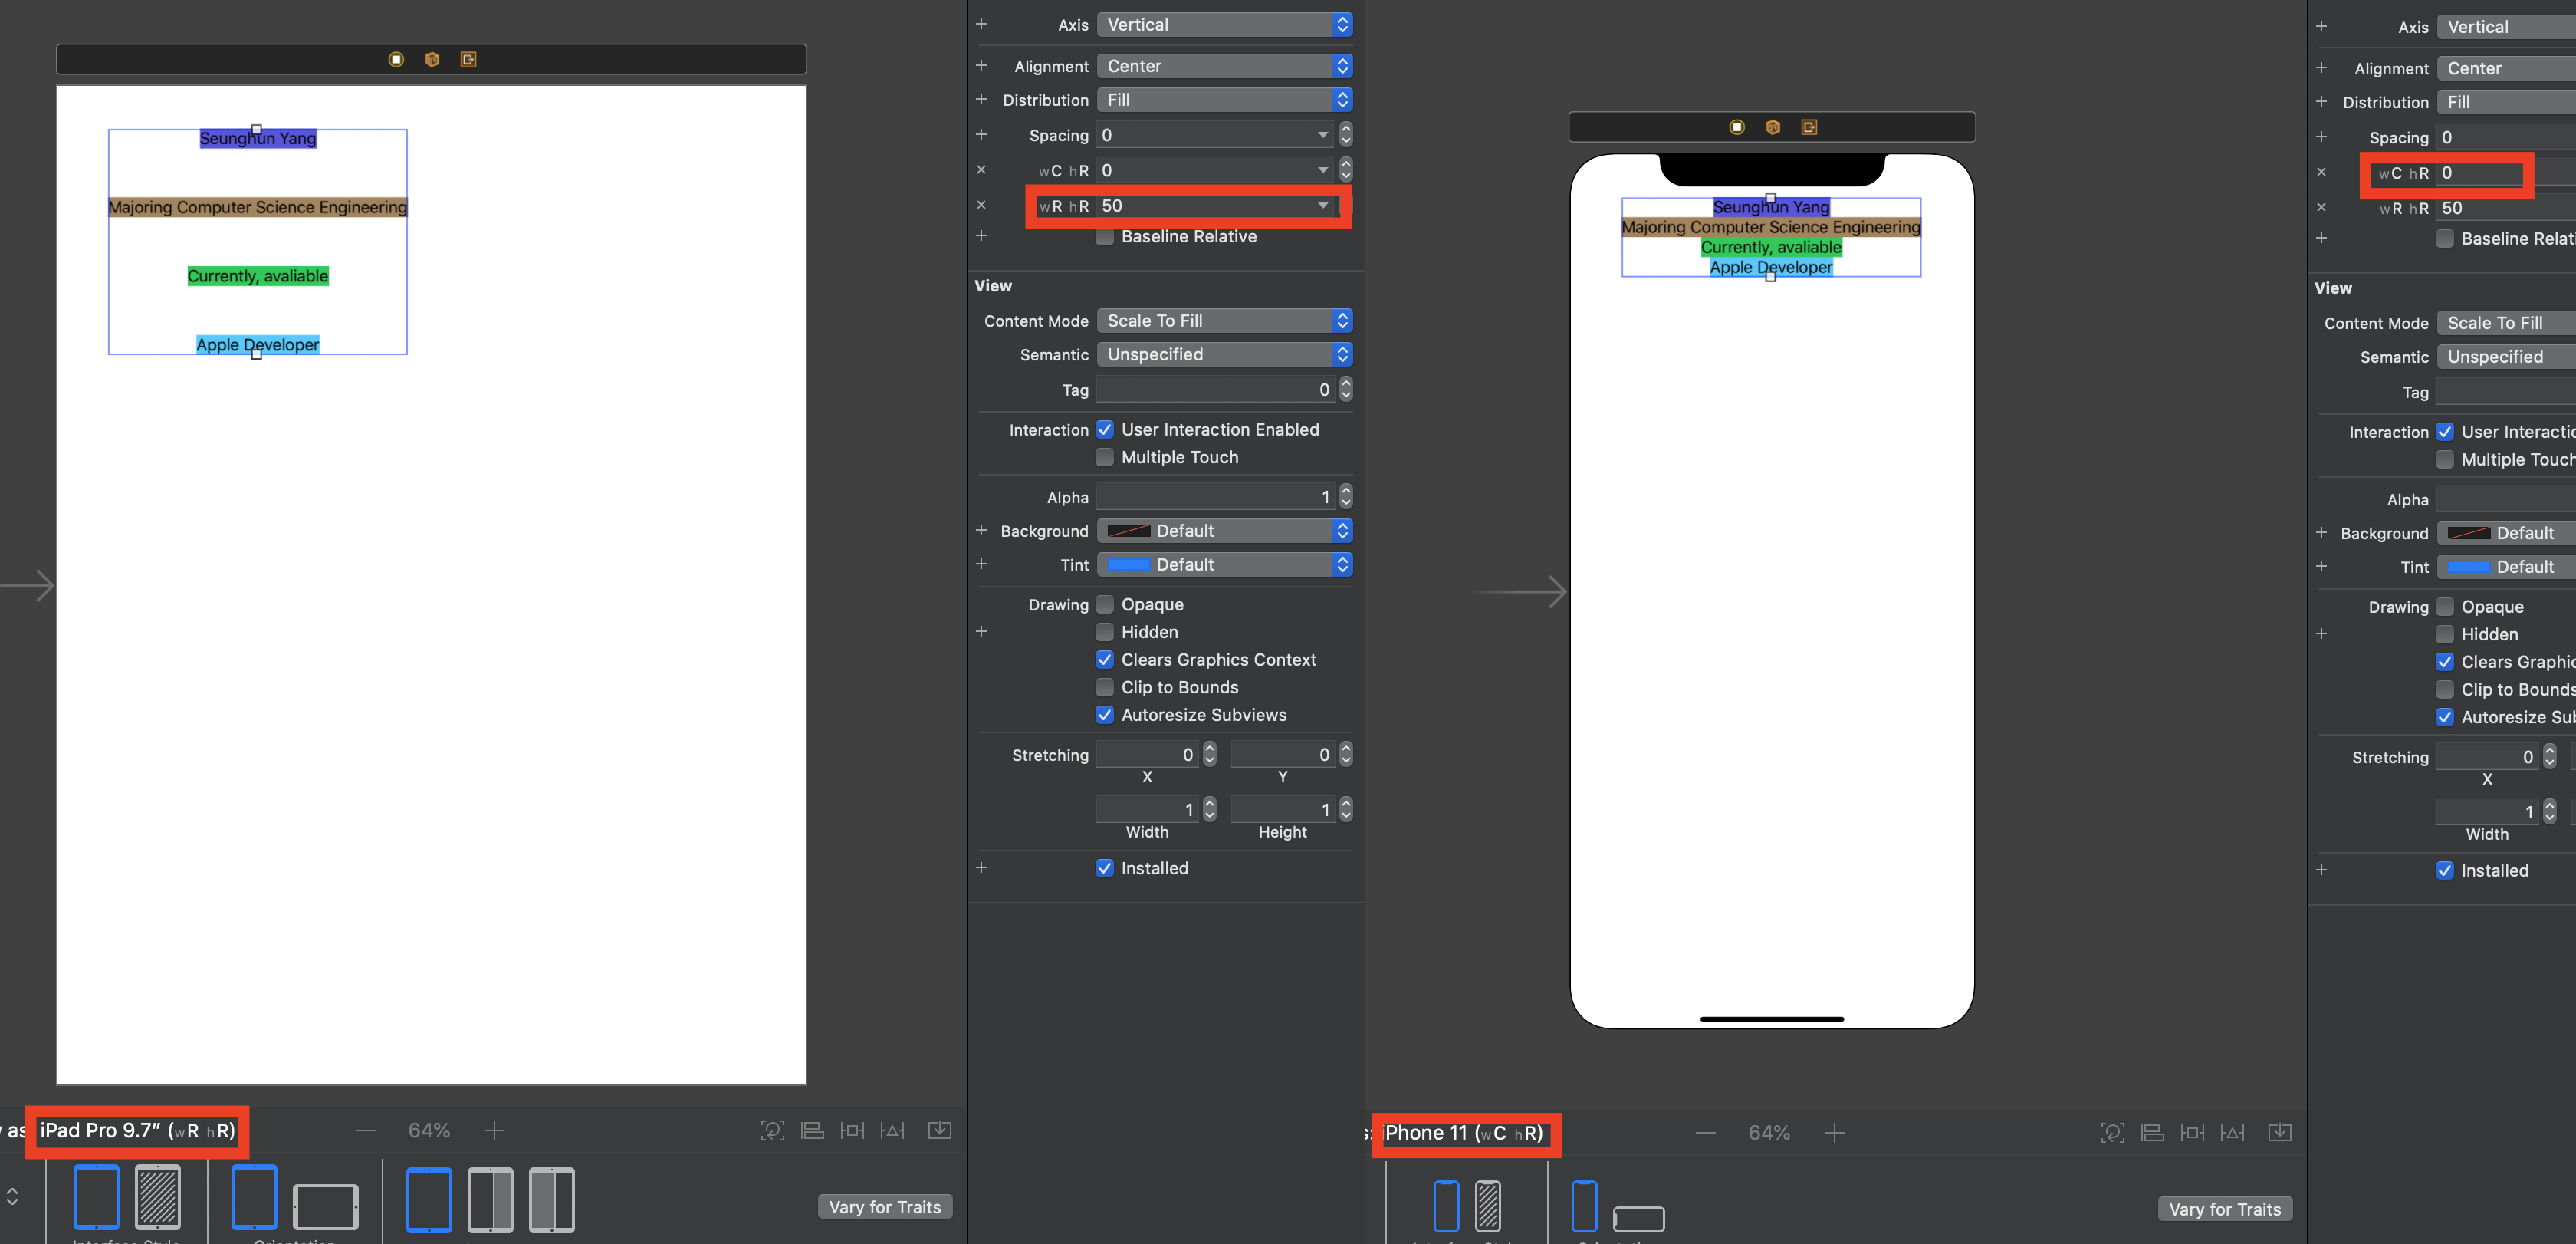 Seunghun Yang
Majoring Computer Science Engineering
Currently, avaliable
Apple Developer
iPad Pro 9.7” (wR hR)
64%
Vary for Traits
Axis Vertical
Alignment Center
Distribution Fill
Spacing 0
wC hR 0
wR hR 50
Baseline Relative
View
Content Mode Scale To Fill
Semantic Unspecified
Tag 0
Interaction User Interaction Enabled
Multiple Touch
Alpha 1
Background Default
Tint Default
Drawing Opaque
Hidden
Clears Graphics Context
Clip to Bounds
Autoresize Subviews
Stretching 0 0
X Y
1 1
Width Height
Installed
Seunghun Yang
Majoring Computer Science Engineering
Currently, avaliable
Apple Developer
iPhone 11 (wC hR)
64%
Vary for Traits
Axis Vertical
Alignment Center
Distribution Fill
Spacing 0
wC hR 0
wR hR 50
Baseline Relati
View
Content Mode Scale To Fill
Semantic Unspecified
Tag
Interaction User Interactio
Multiple Touch
Alpha
Background Default
Tint Default
Drawing Opaque
Hidden
Clears Graphic
Clip to Bounds
Autoresize Sub
Stretching 0
X
1
Width
Installed